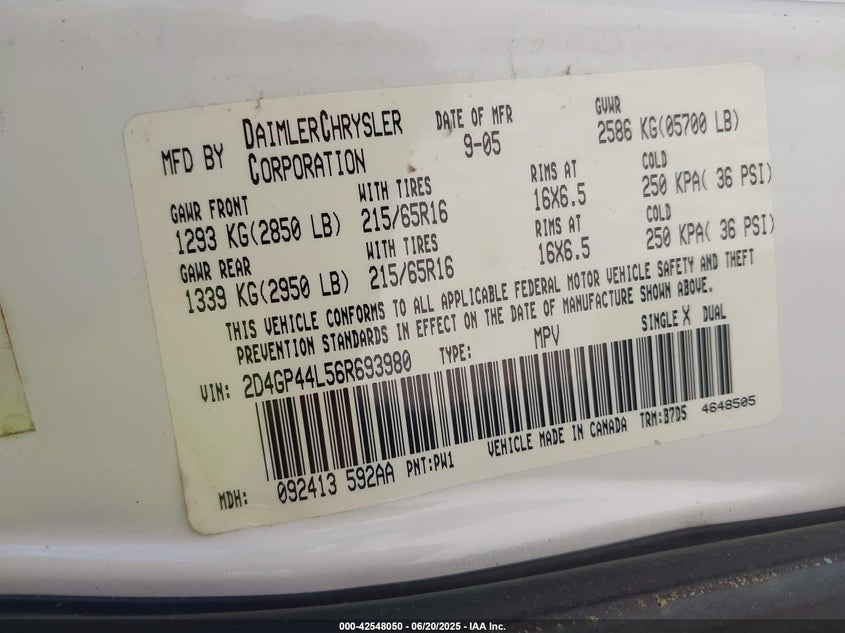 MFD BY DAIMLERCHRYSLER CORPORATION DATE OF MFR 9-05 GVWR 2586 KG(05700 LB)
GAWR FRONT WITH TIRES RIMS AT COLD
1293 KG(2850 LB) 215/65R16 16X6.5 250 KPA( 36 PSI)
GAWR REAR WITH TIRES RIMS AT COLD
1339 KG(2950 LB) 215/65R16 16X6.5 250 KPA( 36 PSI)
THIS VEHICLE CONFORMS TO ALL APPLICABLE FEDERAL MOTOR VEHICLE SAFETY AND THEFT
PREVENTION STANDARDS IN EFFECT ON THE DATE OF MANUFACTURE SHOWN ABOVE.
VIN: 2D4GP44L56R693980 TYPE: MPV SINGLE X DUAL
MDH: 092413 592AA PNT:PW1 VEHICLE MADE IN CANADA TRM:B7D5 4648505
000-42548050 / 06/20/2025 - IAA Inc.